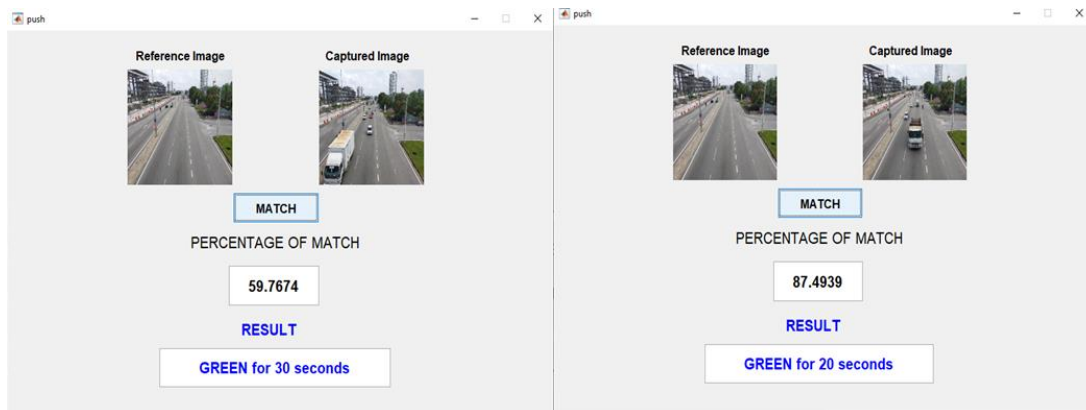 push
Reference Image
Captured Image
MATCH
PERCENTAGE OF MATCH
59.7674
RESULT
GREEN for 30 seconds
push
Reference Image
Captured Image
MATCH
PERCENTAGE OF MATCH
87.4939
RESULT
GREEN for 20 seconds